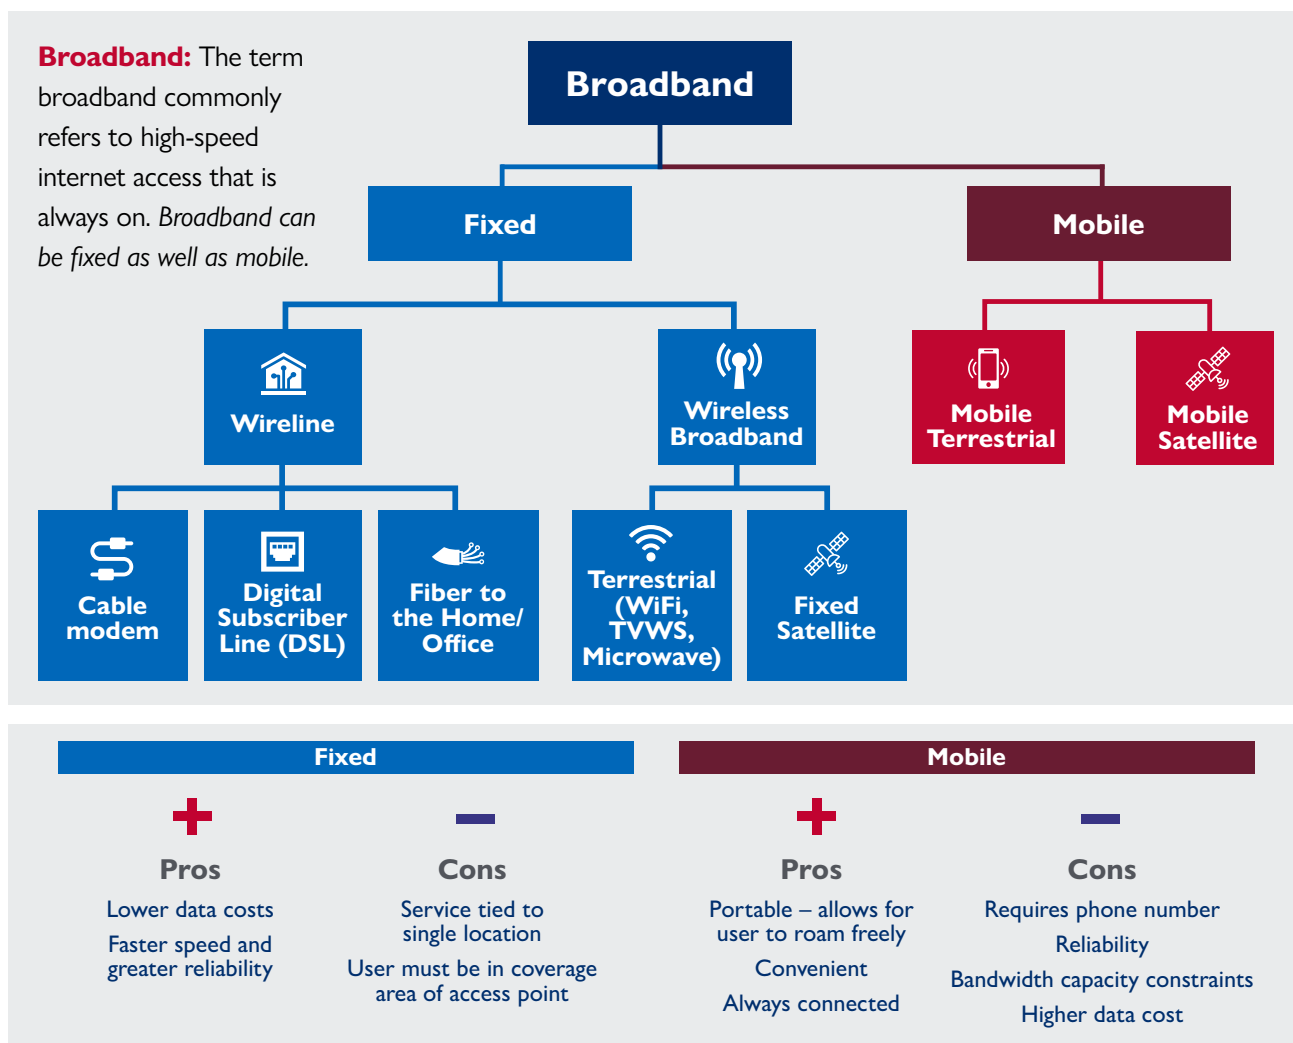 Broadband: The term
broadband commonly
refers to high-speed
internet access that is
always on. Broadband can
be fixed as well as mobile.
Broadband
Fixed
Mobile
Wireline
Wireless
Broadband
Mobile
Terrestrial
Mobile
Satellite
Cable
modem
Digital
Subscriber
Line (DSL)
Fiber to
the Home/
Office
Terrestrial
(WiFi,
TVWS,
Microwave)
Fixed
Satellite
Fixed
Pros
Lower data costs
Faster speed and
greater reliability
Cons
Service tied to
single location
User must be in coverage
area of access point
Mobile
Pros
Portable – allows for
user to roam freely
Convenient
Always connected
Cons
Requires phone number
Reliability
Bandwidth capacity constraints
Higher data cost